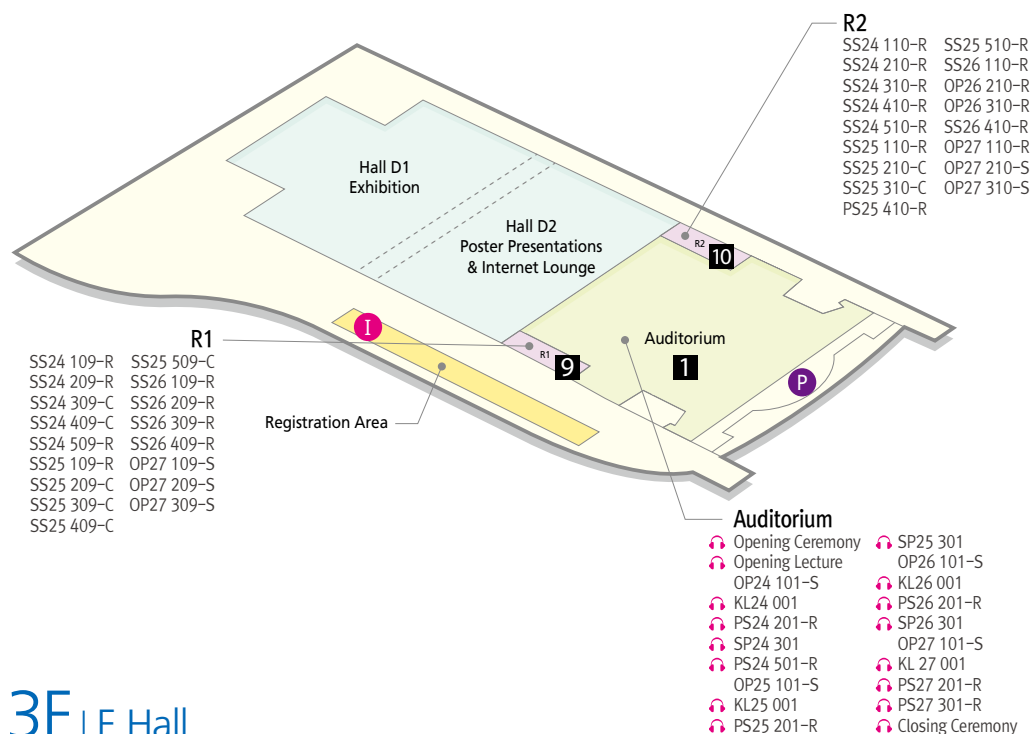 R2
SS24 110-R SS25 510-R
SS24 210-R SS26 110-R
SS24 310-R OP26 210-R
SS24 410-R OP26 310-R
SS24 510-R SS26 410-R
SS25 110-R OP27 110-R
SS25 210-C OP27 210-S
SS25 310-C OP27 310-S
PS25 410-R
Hall D1
Exhibition
Hall D2
Poster Presentations
& Internet Lounge
R2
10
I
R1
9
Auditorium
1
P
Registration Area
R1
SS24 109-R SS25 509-C
SS24 209-R SS26 109-R
SS24 309-C SS26 209-R
SS24 409-C SS26 309-R
SS24 509-R SS26 409-R
SS25 109-R OP27 109-S
SS25 209-C OP27 209-S
SS25 309-C OP27 309-S
SS25 409-C
Auditorium
Opening Ceremony SP25 301
Opening Lecture OP26 101-S
OP24 101-S KL26 001
KL24 001 PS26 201-R
PS24 201-R SP26 301
SP24 301 OP27 101-S
PS24 501-R KL 27 001
OP25 101-S PS27 201-R
KL25 001 PS27 301-R
PS25 201-R Closing Ceremony